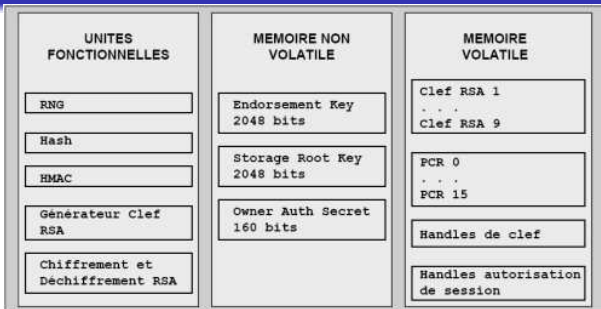 UNITES
FONCTIONNELLES
RNG
Hash
HMAC
Générateur Clef
RSA
Chiffrement et
Déchiffrement RSA
MEMOIRE NON
VOLATILE
Endorsement Key
2048 bits
Storage Root Key
2048 bits
Owner Auth Secret
160 bits
MEMOIRE
VOLATILE
Clef RSA 1
. . .
Clef RSA 9
PCR 0
. . .
PCR 15
Handles de clef
Handles autorisation
de session